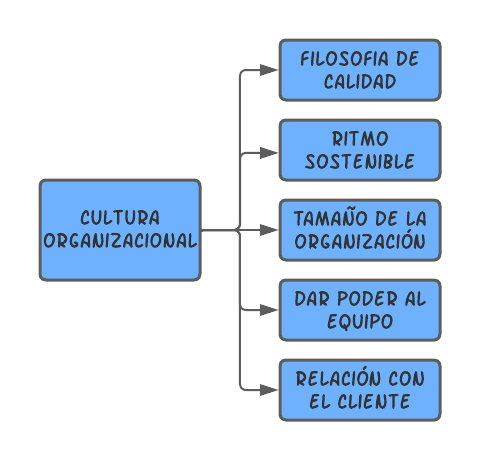 CULTURA
ORGANIZACIONAL
FILOSOFIA DE
CALIDAD
RITMO
SOSTENIBLE
TAMAÑO DE LA
ORGANIZACIÓN
DAR PODER AL
EQUIPO
RELACIÓN CON
EL CLIENTE